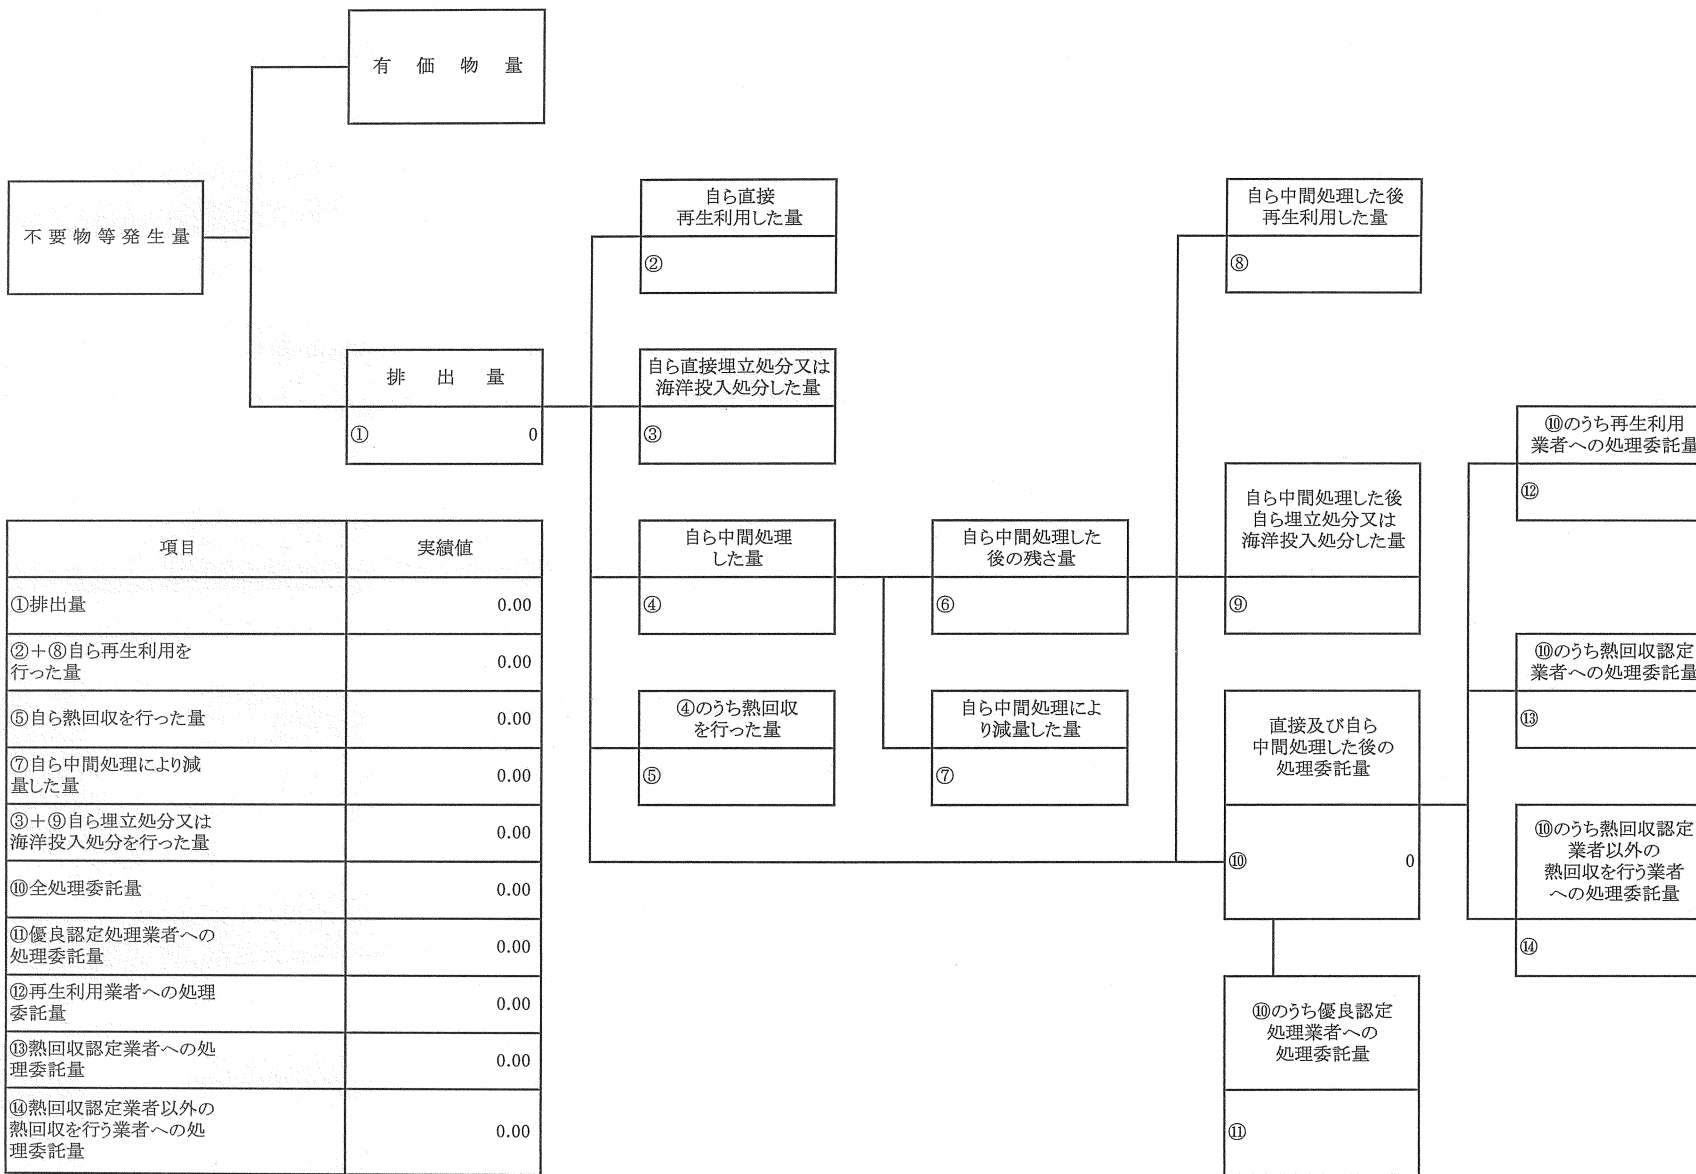 有価物量
不要物等発生量
自ら直接
再生利用した量
②
自ら中間処理した後
再生利用した量
⑧
排出量
① 0
自ら直接埋立処分又は
海洋投入処分した量
③
⑩のうち再生利用
業者への処理委託量
⑫
自ら中間処理した後
自ら埋立処分又は
海洋投入処分した量
⑨
自ら中間処理
した量
④
自ら中間処理した
後の残さ量
⑥
⑩のうち熱回収認定
業者への処理委託量
⑬
④のうち熱回収
を行った量
⑤
自ら中間処理によ
り減量した量
⑦
直接及び自ら
中間処理した後の
処理委託量
⑩ 0
⑩のうち熱回収認定
業者以外の
熱回収を行う業者
への処理委託量
⑭
⑩のうち優良認定
処理業者への
処理委託量
⑪
項目 実績値
①排出量 0.00
②+⑧自ら再生利用を
行った量 0.00
⑤自ら熱回収を行った量 0.00
⑦自ら中間処理により減
量した量 0.00
③+⑨自ら埋立処分又は
海洋投入処分を行った量 0.00
⑩全処理委託量 0.00
⑪優良認定処理業者への
処理委託量 0.00
⑫再生利用業者への処理
委託量 0.00
⑬熱回収認定業者への処
理委託量 0.00
⑭熱回収認定業者以外の
熱回収を行う業者への処
理委託量 0.00